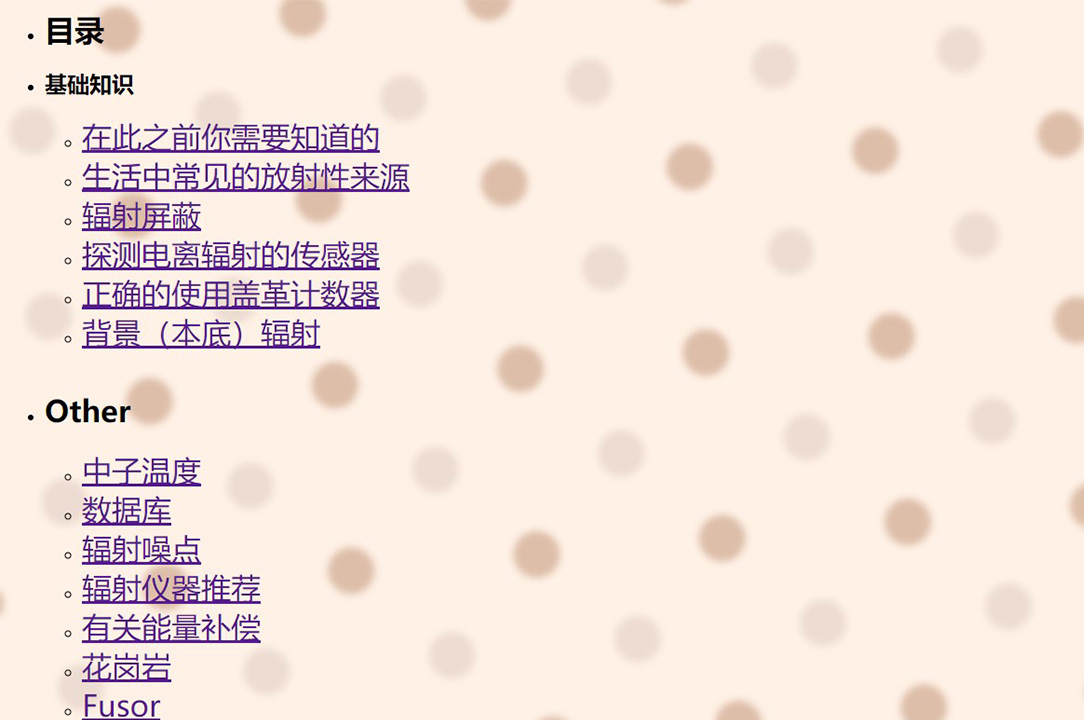 目录
基础知识
在此之前你需要知道的
生活中常见的放射性来源
辐射屏蔽
探测电离辐射的传感器
正确的使用盖革计数器
背景（本底）辐射
Other
中子温度
数据库
辐射噪点
辐射仪器推荐
有关能量补偿
花岗岩
Fusor